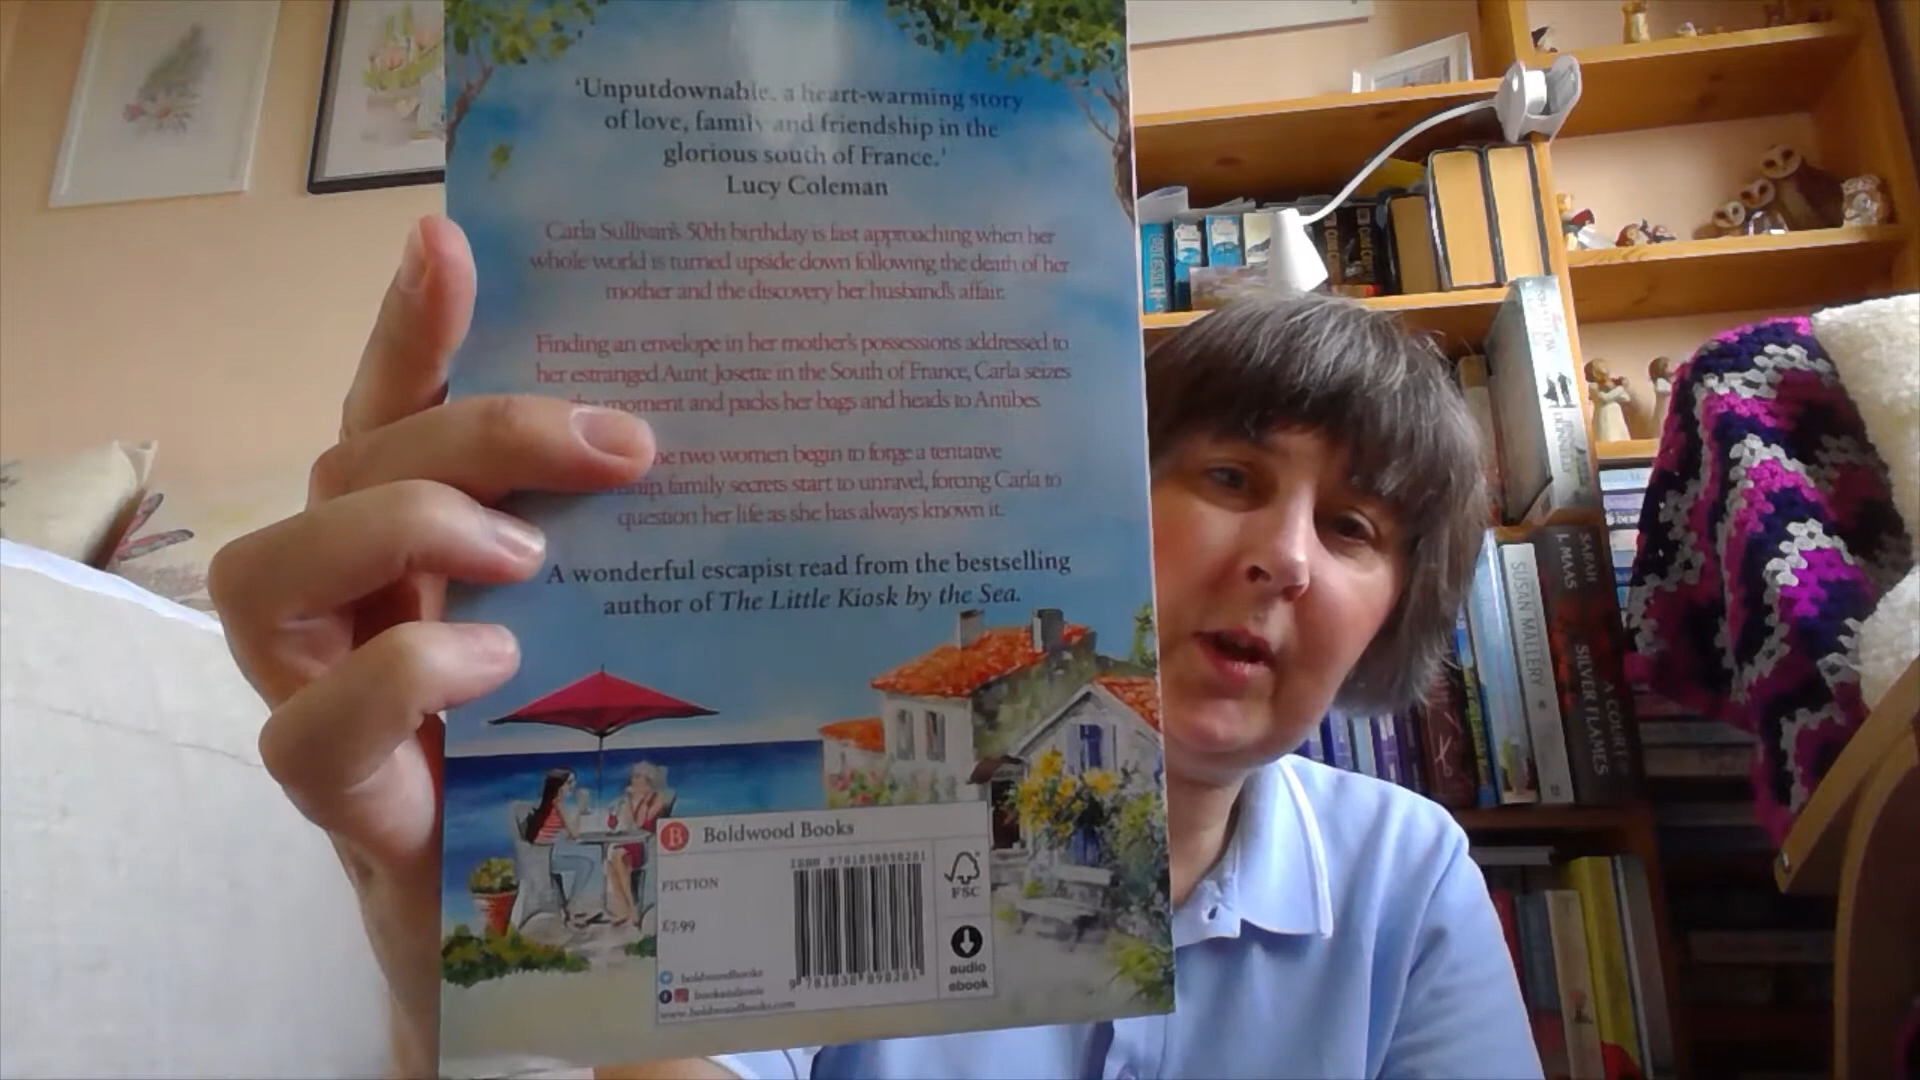 'Unputdownable, a heart-warming story
of love, family and friendship in the
glorious south of France.'
Lucy Coleman
Carla Sullivan's 50th birthday is fast approaching when her
whole world is turned upside down following the death of her
mother and the discovery her husband's affair.
Finding an envelope in her mother's possessions addressed to
her estranged Aunt Josette in the South of France, Carla seizes
moment and packs her bags and heads to Antibes.
two women begin to forge a tentative
family secrets start to unravel, forcing Carla to
question her life as she has always known it.
A wonderful escapist read from the bestselling
author of The Little Kiosk by the Sea.
B Boldwood Books
FICTION
£7.99
FSC
audio
ebook
boldwoodbooks
www.boldwoodbooks.com
SUSAN MALLERY
SARAH
J. MAAS
A COURT
SILVER FLAMES